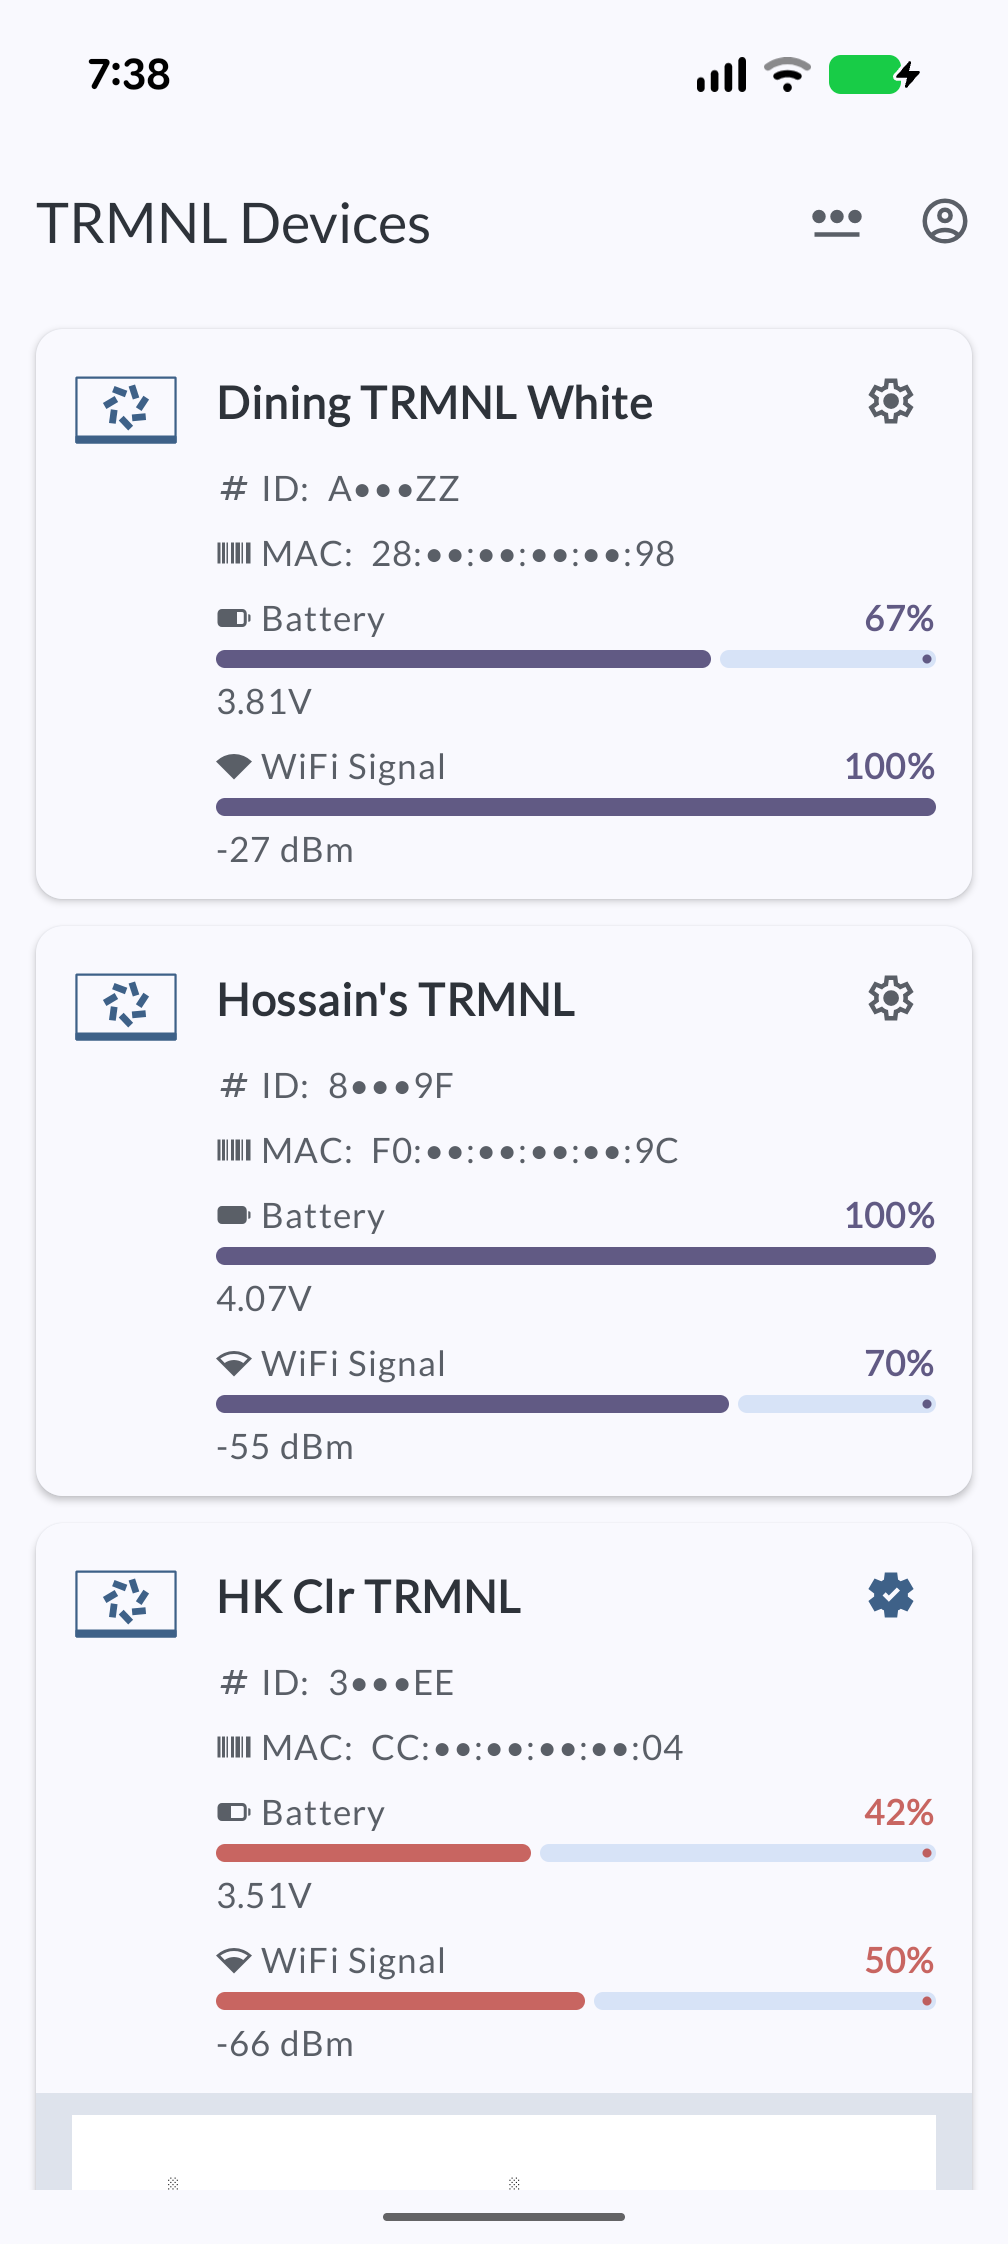 7:38
TRMNL Devices
Dining TRMNL White
# ID: A•••ZZ
MAC: 28:••:••:••:••:98
Battery 67%
3.81V
WiFi Signal 100%
-27 dBm
Hossain's TRMNL
# ID: 8•••9F
MAC: F0:••:••:••:••:9C
Battery 100%
4.07V
WiFi Signal 70%
-55 dBm
HK Clr TRMNL
# ID: 3•••EE
MAC: CC:••:••:••:••:04
Battery 42%
3.51V
WiFi Signal 50%
-66 dBm